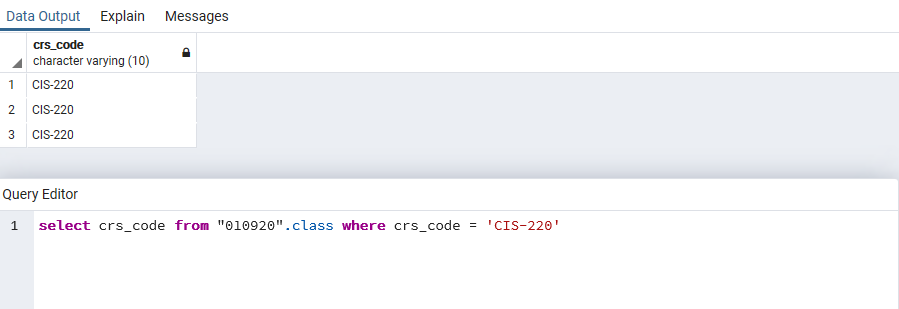 Data Output Explain Messages
crs_code
character varying (10)
1 CIS-220
2 CIS-220
3 CIS-220
Query Editor
1 select crs_code from "010920".class where crs_code = 'CIS-220'